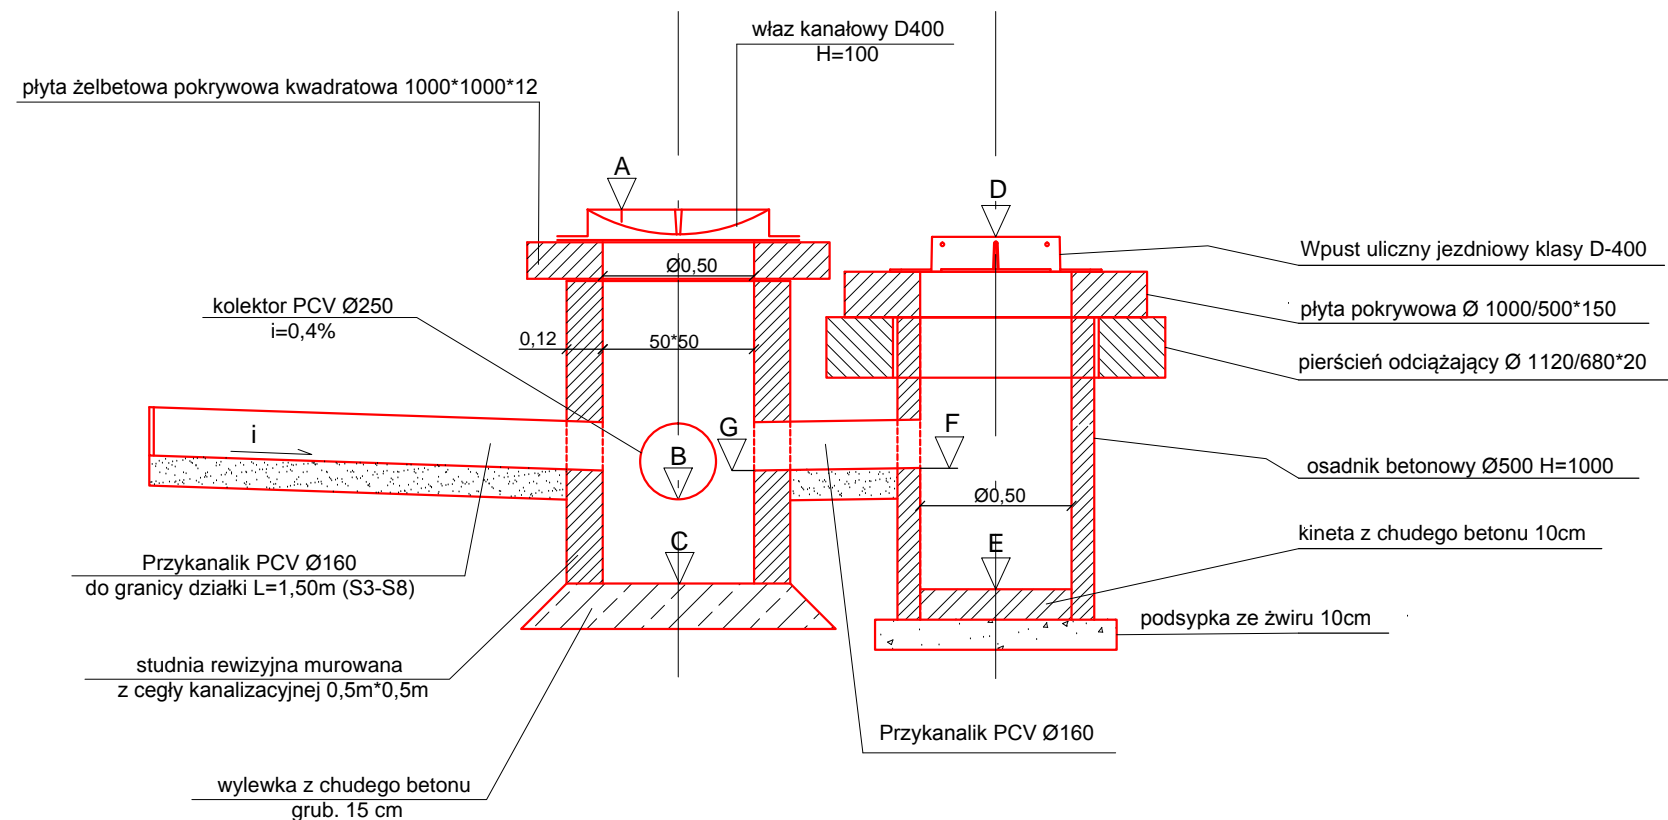 właz kanałowy D400
H=100
płyta żelbetowa pokrywowa kwadratowa 1000*1000*12
A
D
Wpust uliczny jezdniowy klasy D-400
Ø0,50
kolektor PCV Ø250
i=0,4%
płyta pokrywowa Ø 1000/500*150
0,12
50*50
pierścień odciążający Ø 1120/680*20
i
G
F
B
osadnik betonowy Ø500 H=1000
Ø0,50
kineta z chudego betonu 10cm
C
E
Przykanalik PCV Ø160
do granicy działki L=1,50m (S3-S8)
podsypka ze żwiru 10cm
studnia rewizyjna murowana
z cegły kanalizacyjnej 0,5m*0,5m
Przykanalik PCV Ø160
wylewka z chudego betonu
grub. 15 cm